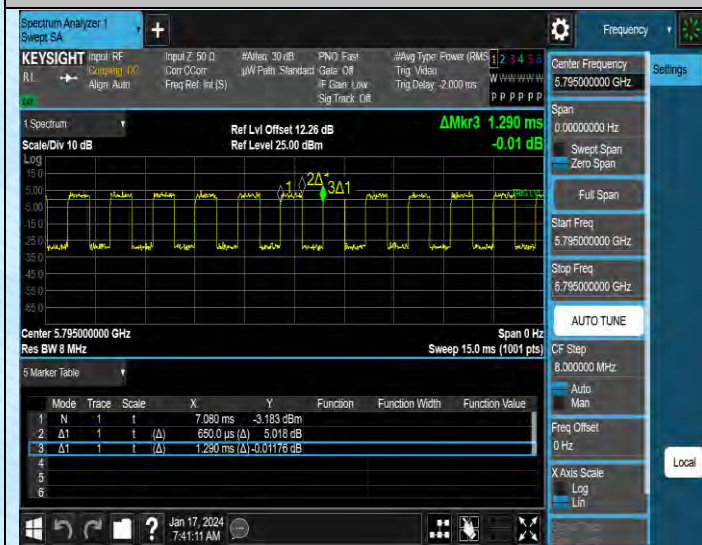 Spectrum Analyzer 1
Swept SA
Frequency
KEYSIGHT Input: RF Input Z: 50 Ω #Atten: 30 dB PNO: Fast #Avg Type: Power (RMS 1 2 3 4 5 6
Coupling: DC Corr CCorr µW Path: Standard Gate: Off Trig: Video W W W W W W
Align: Auto Freq Ref: Int (S) IF Gain: Low Trig Delay: -2.000 ms
Sig Track: Off P P P P P P
1 Spectrum
Ref Lvl Offset 12.26 dB ΔMkr3 1.290 ms
Scale/Div 10 dB Ref Level 25.00 dBm -0.01 dB
Log
15.0
5.00
-5.00
-15.0
-25.0
-35.0
-45.0
-55.0
-65.0
1 2Δ1 3Δ1
TRIG LVL
Center 5.795000000 GHz Span 0 Hz
Res BW 8 MHz Sweep 15.0 ms (1001 pts)
5 Marker Table
Mode Trace Scale X Y Function Function Width Function Value
1 N 1 t 7.080 ms -3.183 dBm
2 Δ1 1 t (Δ) 650.0 µs (Δ) 5.018 dB
3 Δ1 1 t (Δ) 1.290 ms (Δ) -0.01176 dB
4
5
6
Jan 17, 2024
7:41:11 AM
Center Frequency
5.795000000 GHz
Settings
Span
0.00000000 Hz
Swept Span
Zero Span
Full Span
Start Freq
5.795000000 GHz
Stop Freq
5.795000000 GHz
AUTO TUNE
CF Step
8.000000 MHz
Auto
Man
Freq Offset
0 Hz
X Axis Scale
Log
Lin
Local